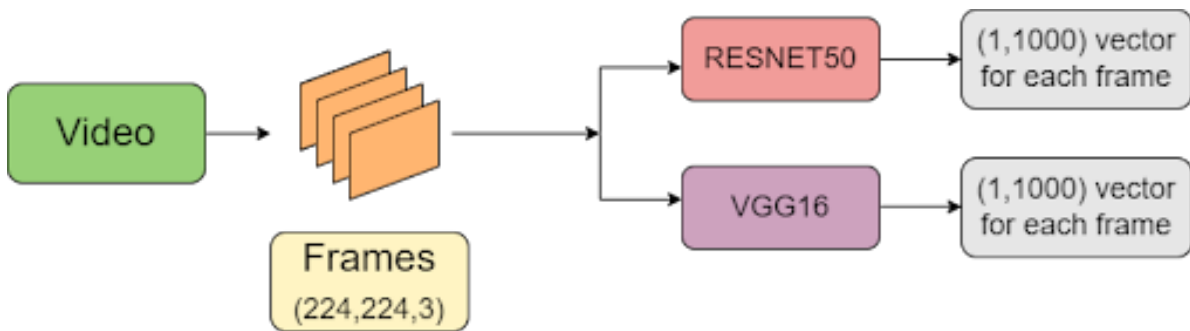 Video
Frames
(224,224,3)
RESNET50
(1,1000) vector
for each frame
VGG16
(1,1000) vector
for each frame